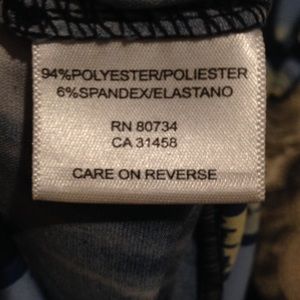 94%POLYESTER/POLIESTER
6%SPANDEX/ELASTANO
RN 80734
CA 31458
CARE ON REVERSE